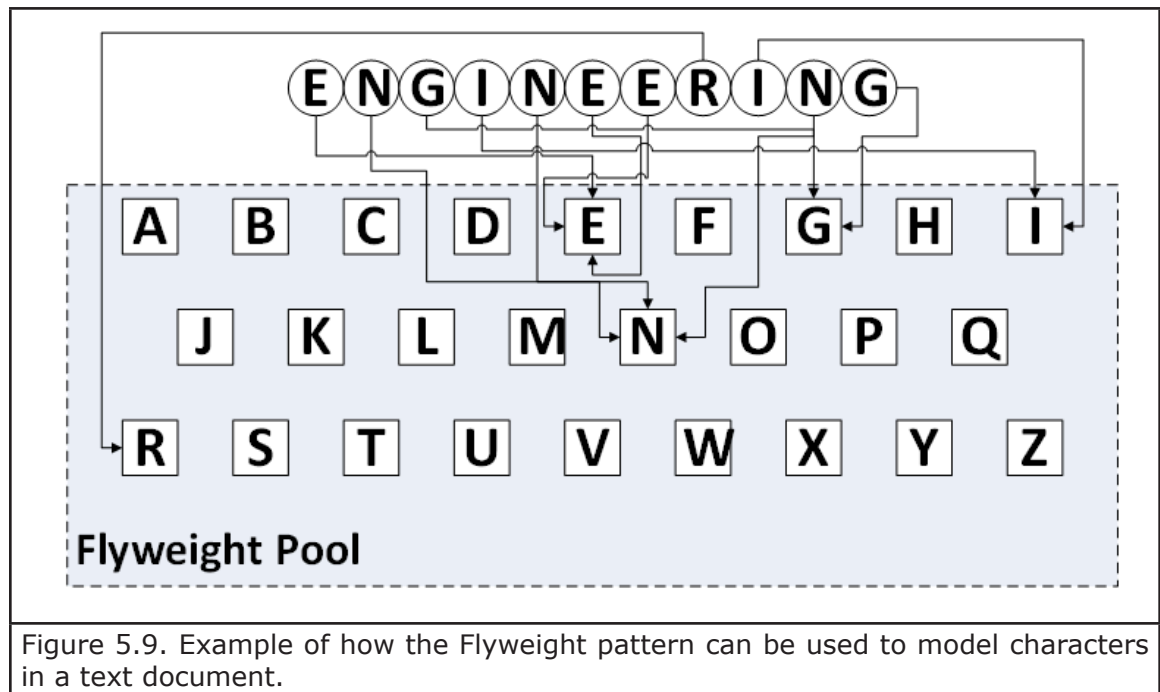 ENGINEERING
A B C D E F G H I
J K L M N O P Q
R S T U V W X Y Z
Flyweight Pool
Figure 5.9. Example of how the Flyweight pattern can be used to model characters
in a text document.